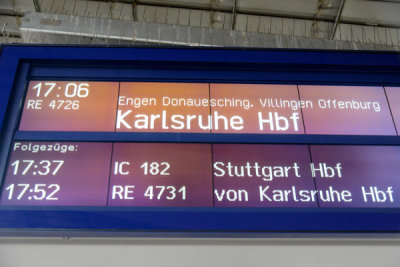 17:06 Engen Donaueschingen, Villingen Offenburg
RE 4726 Karlsruhe Hbf
Folgezüge:
17:37 IC 182 Stuttgart Hbf
17:52 RE 4731 von Karlsruhe Hbf